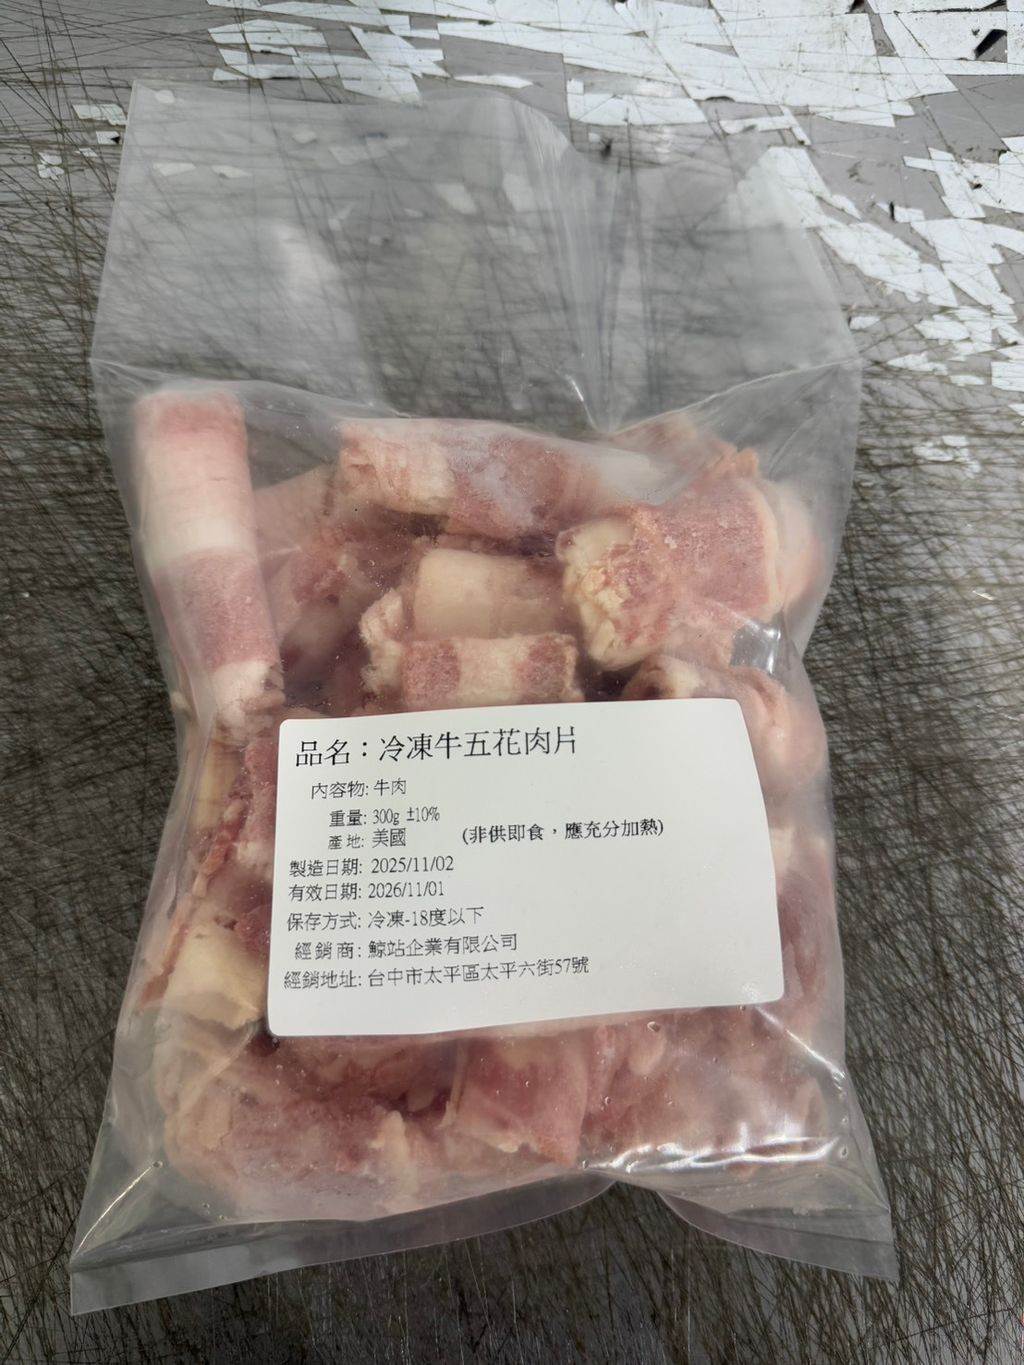 品名：冷凍牛五花肉片
內容物: 牛肉
重量: 300g ±10%
產地: 美國 (非供即食，應充分加熱)
製造日期: 2025/11/02
有效日期: 2026/11/01
保存方式: 冷凍-18度以下
經銷商: 鯨站企業有限公司
經銷地址: 台中市太平區太平六街57號